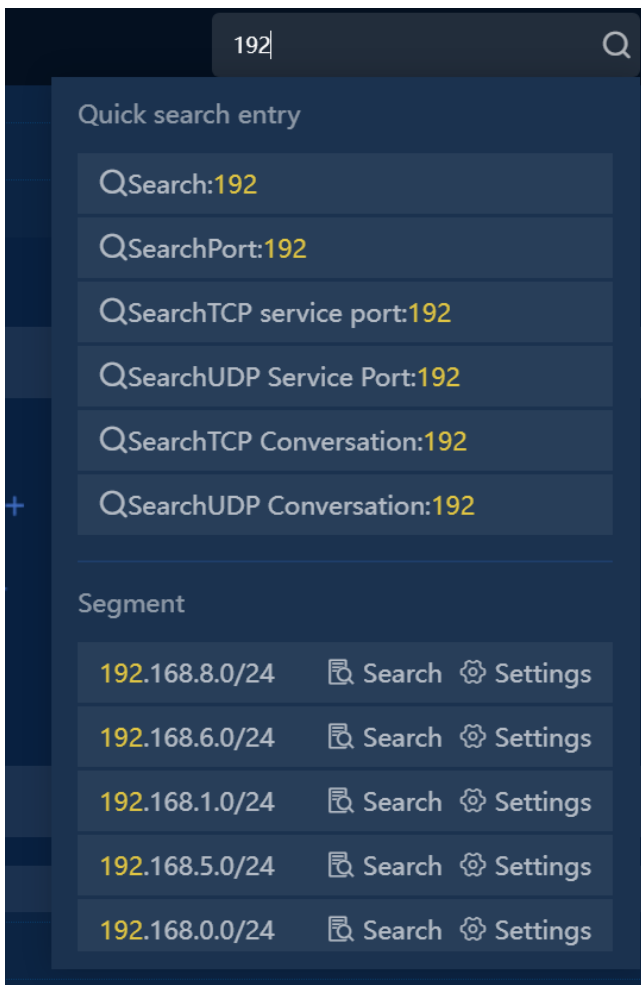 192
Quick search entry
Search:192
SearchPort:192
SearchTCP service port:192
SearchUDP Service Port:192
SearchTCP Conversation:192
SearchUDP Conversation:192
Segment
192.168.8.0/24 Search Settings
192.168.6.0/24 Search Settings
192.168.1.0/24 Search Settings
192.168.5.0/24 Search Settings
192.168.0.0/24 Search Settings